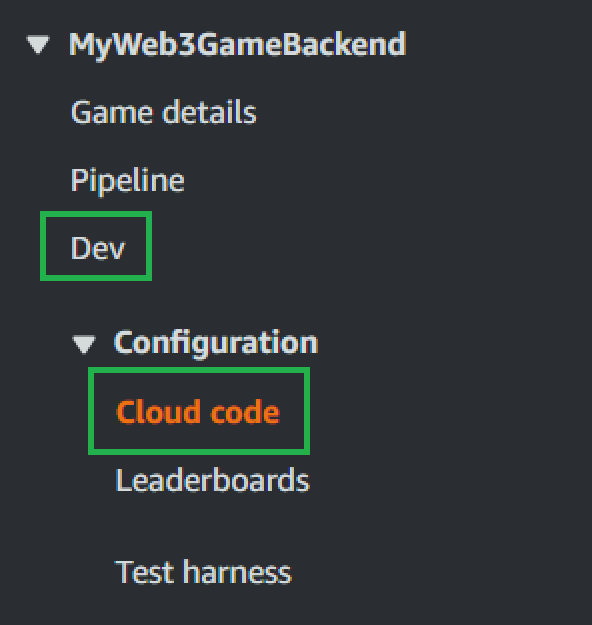 MyWeb3GameBackend
Game details
Pipeline
Dev
Configuration
Cloud code
Leaderboards
Test harness